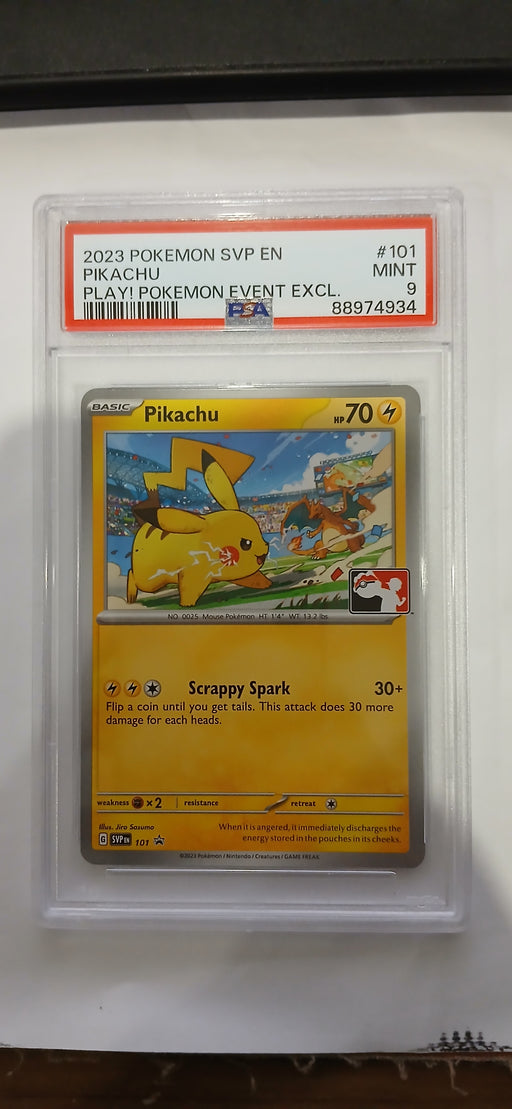 2023 POKEMON SVP EN #101
PIKACHU MINT
PLAY! POKEMON EVENT EXCL. 9
PSA 88974934
BASIC Pikachu HP 70
NO. 0025 Mouse Pokémon HT: 1'4" WT: 13.2 lbs
Scrappy Spark 30+
Flip a coin until you get tails. This attack does 30 more
damage for each heads.
weakness ×2 resistance retreat
Illus. Jiro Sasumo
When it is angered, it immediately discharges the
energy stored in the pouches in its cheeks.
G SVP EN 101
©2023 Pokémon / Nintendo / Creatures / GAME FREAK